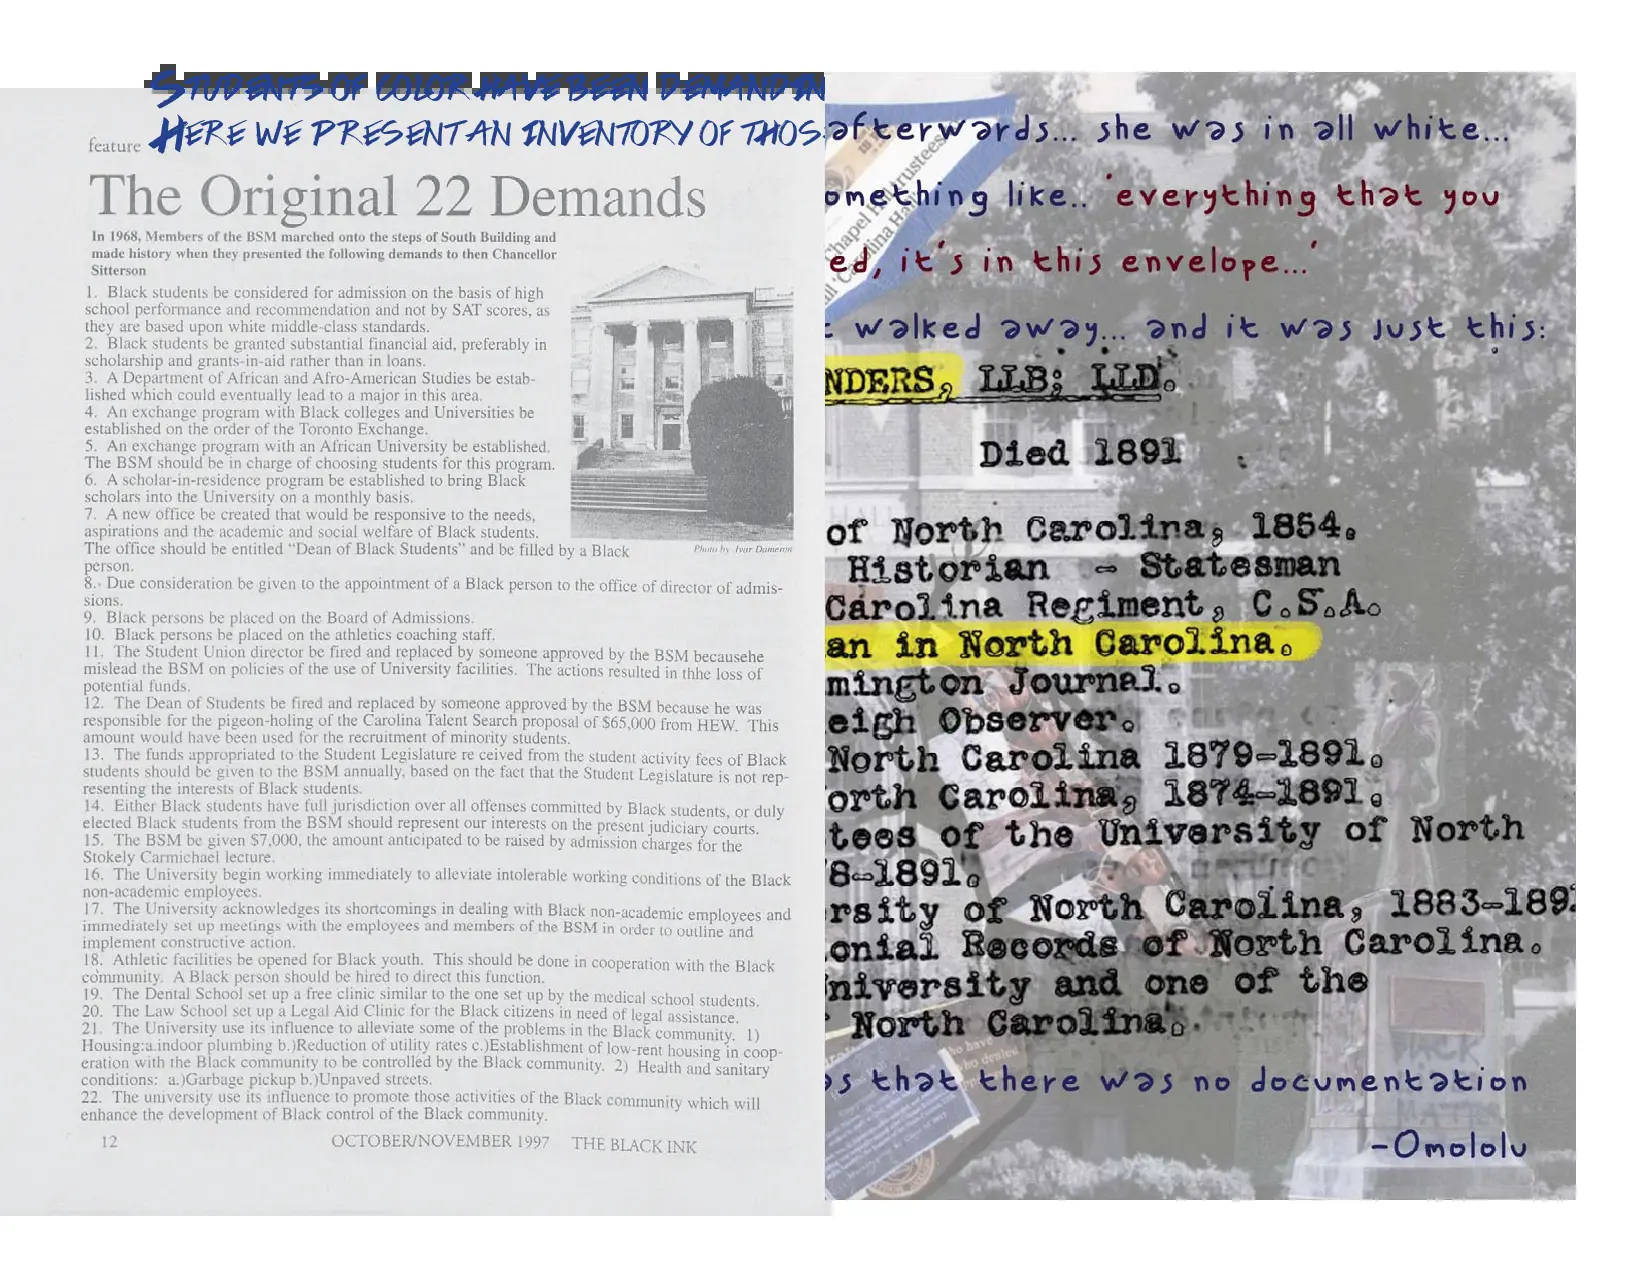 STUDENTS OF COLOR HAVE BEEN DEMANDIN
HERE WE PRESENT AN INVENTORY OF THOS
feature
The Original 22 Demands
In 1968, Members of the BSM marched onto the steps of South Building and
made history when they presented the following demands to then Chancellor
Sitterson
1. Black students be considered for admission on the basis of high
school performance and recommendation and not by SAT scores, as
they are based upon white middle-class standards.
2. Black students be granted substantial financial aid, preferably in
scholarship and grants-in-aid rather than in loans.
3. A Department of African and Afro-American Studies be estab-
lished which could eventually lead to a major in this area.
4. An exchange program with Black colleges and Universities be
established on the order of the Toronto Exchange.
5. An exchange program with an African University be established.
The BSM should be in charge of choosing students for this program.
6. A scholar-in-residence program be established to bring Black
scholars into the University on a monthly basis.
7. A new office be created that would be responsive to the needs,
aspirations and the academic and social welfare of Black students.
The office should be entitled “Dean of Black Students” and be filled by a Black
person.
Photo by Ivar Dameron
8. Due consideration be given to the appointment of a Black person to the office of director of admis-
sions.
9. Black persons be placed on the Board of Admissions.
10. Black persons be placed on the athletics coaching staff.
11. The Student Union director be fired and replaced by someone approved by the BSM becausehe
mislead the BSM on policies of the use of University facilities. The actions resulted in thhe loss of
potential funds.
12. The Dean of Students be fired and replaced by someone approved by the BSM because he was
responsible for the pigeon-holing of the Carolina Talent Search proposal of $65,000 from HEW. This
amount would have been used for the recruitment of minority students.
13. The funds appropriated to the Student Legislature re ceived from the student activity fees of Black
students should be given to the BSM annually, based on the fact that the Student Legislature is not rep-
resenting the interests of Black students.
14. Either Black students have full jurisdiction over all offenses committed by Black students, or duly
elected Black students from the BSM should represent our interests on the present judiciary courts.
15. The BSM be given $7,000, the amount anticipated to be raised by admission charges for the
Stokely Carmichael lecture.
16. The University begin working immediately to alleviate intolerable working conditions of the Black
non-academic employees.
17. The University acknowledges its shortcomings in dealing with Black non-academic employees and
immediately set up meetings with the employees and members of the BSM in order to outline and
implement constructive action.
18. Athletic facilities be opened for Black youth. This should be done in cooperation with the Black
community. A Black person should be hired to direct this function.
19. The Dental School set up a free clinic similar to the one set up by the medical school students.
20. The Law School set up a Legal Aid Clinic for the Black citizens in need of legal assistance.
21. The University use its influence to alleviate some of the problems in the Black community. 1)
Housing:a.indoor plumbing b.)Reduction of utility rates c.)Establishment of low-rent housing in coop-
eration with the Black community to be controlled by the Black community. 2) Health and sanitary
conditions: a.)Garbage pickup b.)Unpaved streets.
22. The university use its influence to promote those activities of the Black community which will
enhance the development of Black control of the Black community.
12 OCTOBER/NOVEMBER 1997 THE BLACK INK
afterwards... she was in all white...
omething like.. 'everything that you
ed, it's in this envelope...'
t walked away... and it was just this:
NDERS, LLB; LLD.
Died 1891
of North Carolina, 1854.
Historian - Statesman
Carolina Regiment, C.S.A.
an in North Carolina.
mington Journal.
eigh Observer.
North Carolina 1879-1891.
orth Carolina, 1874-1891.
tees of the University of North
8-1891.
rsity of North Carolina, 1883-189
onial Records of North Carolina.
niversity and one of the
North Carolina.
as that there was no documentation
-Omololu
Chapel Hill trustees
Carolina Hall
who denied